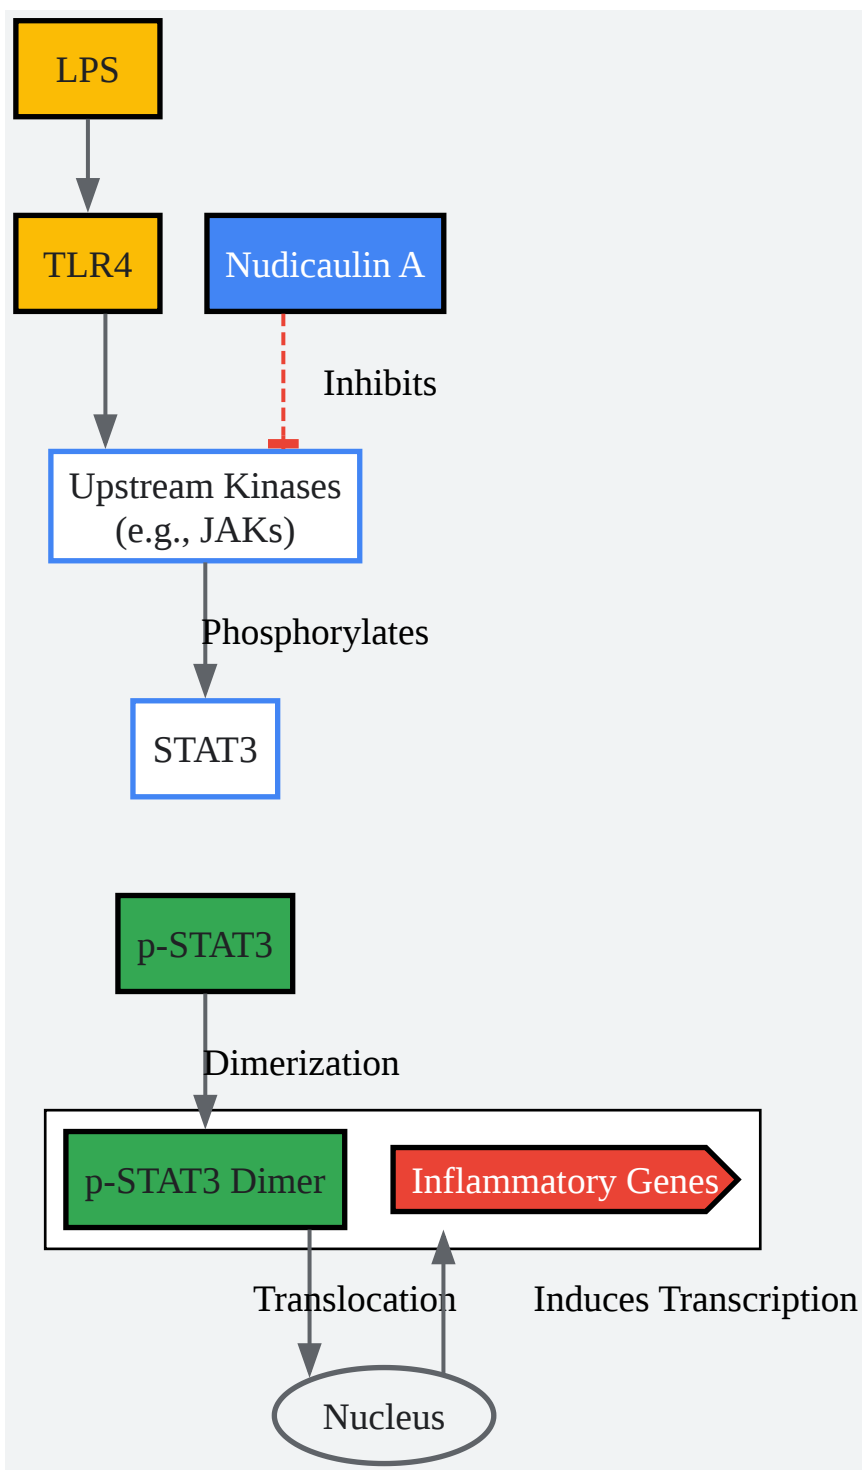 LPS
TLR4
Nudicaulin A
Inhibits
Upstream Kinases
(e.g., JAKs)
Phosphorylates
STAT3
p-STAT3
Dimerization
p-STAT3 Dimer
Inflammatory Genes
Translocation
Induces Transcription
Nucleus